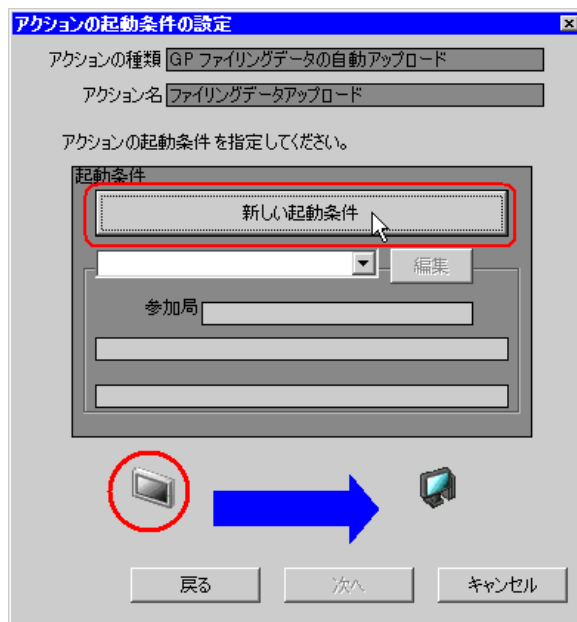 アクションの起動条件の設定
アクションの種類 GP ファイリングデータの自動アップロード
アクション名 ファイリングデータアップロード
アクションの起動条件を指定してください。
起動条件
新しい起動条件
編集
参加局
戻る 次へ キャンセル